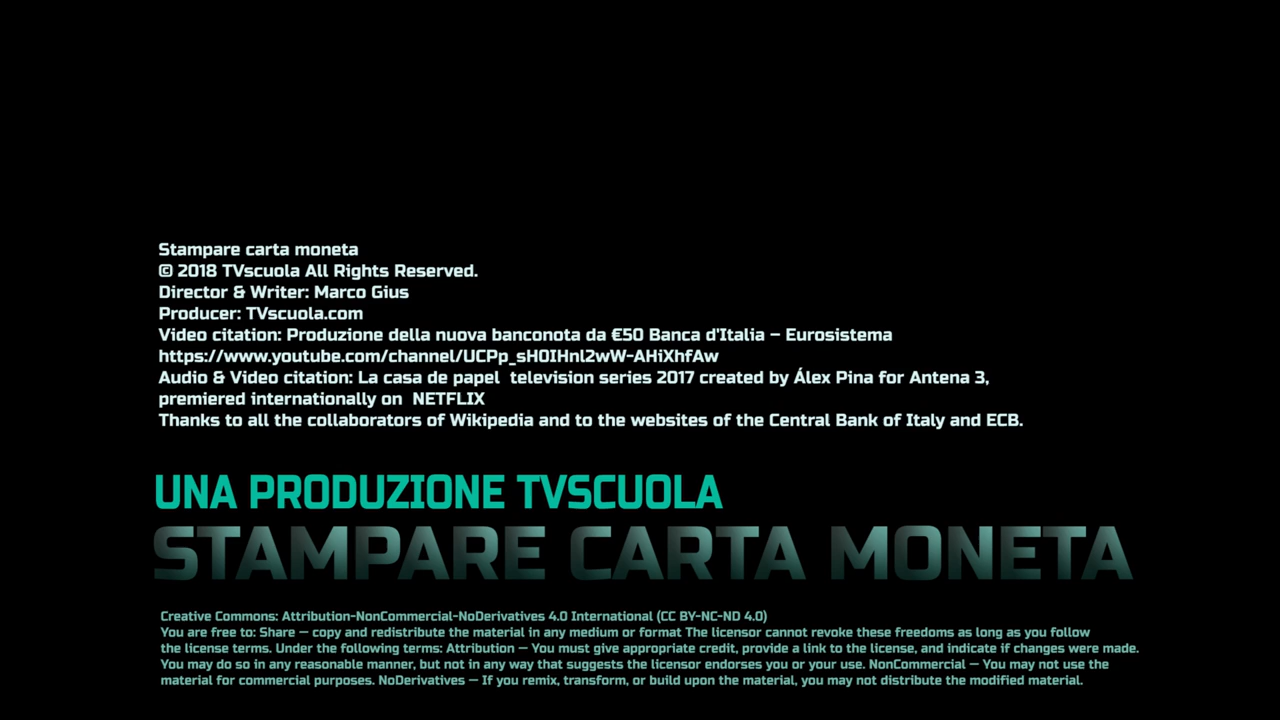 Stampare carta moneta
© 2018 TVscuola All Rights Reserved.
Director & Writer: Marco Gius
Producer: TVscuola.com
Video citation: Produzione della nuova banconota da €50 Banca d'Italia – Eurosistema
https://www.youtube.com/channel/UCPp_sH0IHnl2wW-AHiXhfAw
Audio & Video citation: La casa de papel  television series 2017 created by Álex Pina for Antena 3,
premiered internationally on  NETFLIX
Thanks to all the collaborators of Wikipedia and to the websites of the Central Bank of Italy and ECB.
UNA PRODUZIONE TVSCUOLA
STAMPARE CARTA MONETA
Creative Commons: Attribution-NonCommercial-NoDerivatives 4.0 International (CC BY-NC-ND 4.0)
You are free to: Share — copy and redistribute the material in any medium or format The licensor cannot revoke these freedoms as long as you follow
the license terms. Under the following terms: Attribution — You must give appropriate credit, provide a link to the license, and indicate if changes were made.
You may do so in any reasonable manner, but not in any way that suggests the licensor endorses you or your use. NonCommercial — You may not use the
material for commercial purposes. NoDerivatives — If you remix, transform, or build upon the material, you may not distribute the modified material.